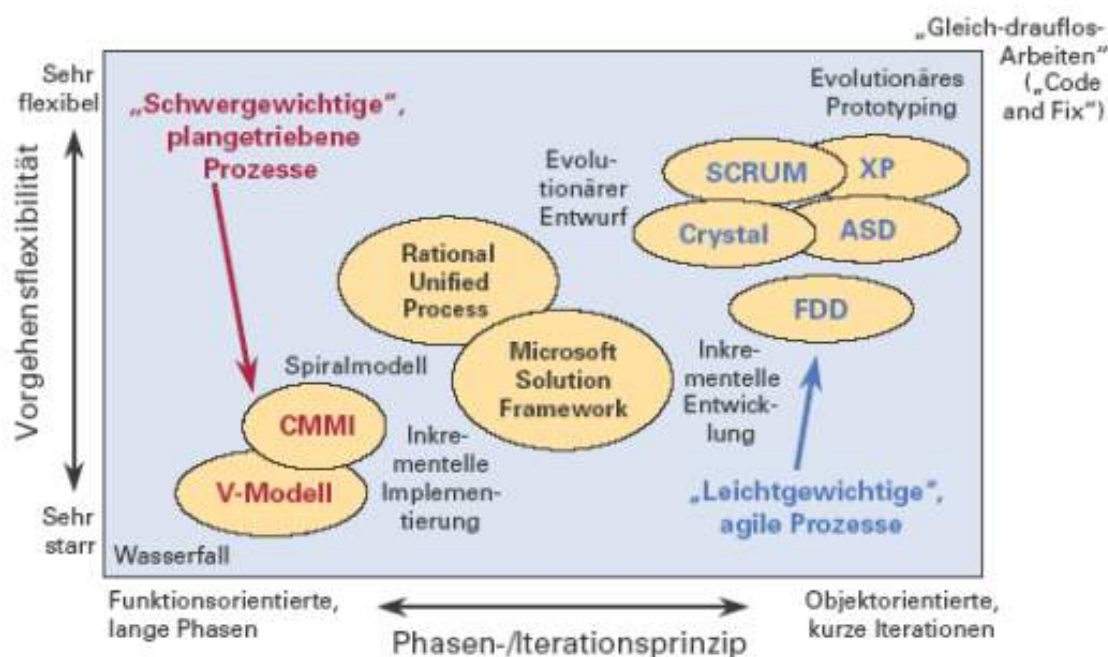 „Gleich-drauflos-
Arbeiten“
(„Code
and Fix“)
Sehr
flexibel
„Schwergewichtige“,
plangetriebene
Prozesse
Evolutionäres
Prototyping
Evolu-
tionärer
Entwurf
SCRUM
XP
Crystal
ASD
FDD
Rational
Unified
Process
Microsoft
Solution
Framework
Inkre-
mentelle
Entwick-
lung
Spiralmodell
CMMI
V-Modell
Inkre-
mentelle
Implemen-
tierung
„Leichtgewichtige“,
agile Prozesse
Vorgehensflexibilität
Sehr
starr
Wasserfall
Funktionsorientierte,
lange Phasen
Objektorientierte,
kurze Iterationen
Phasen-/Iterationsprinzip